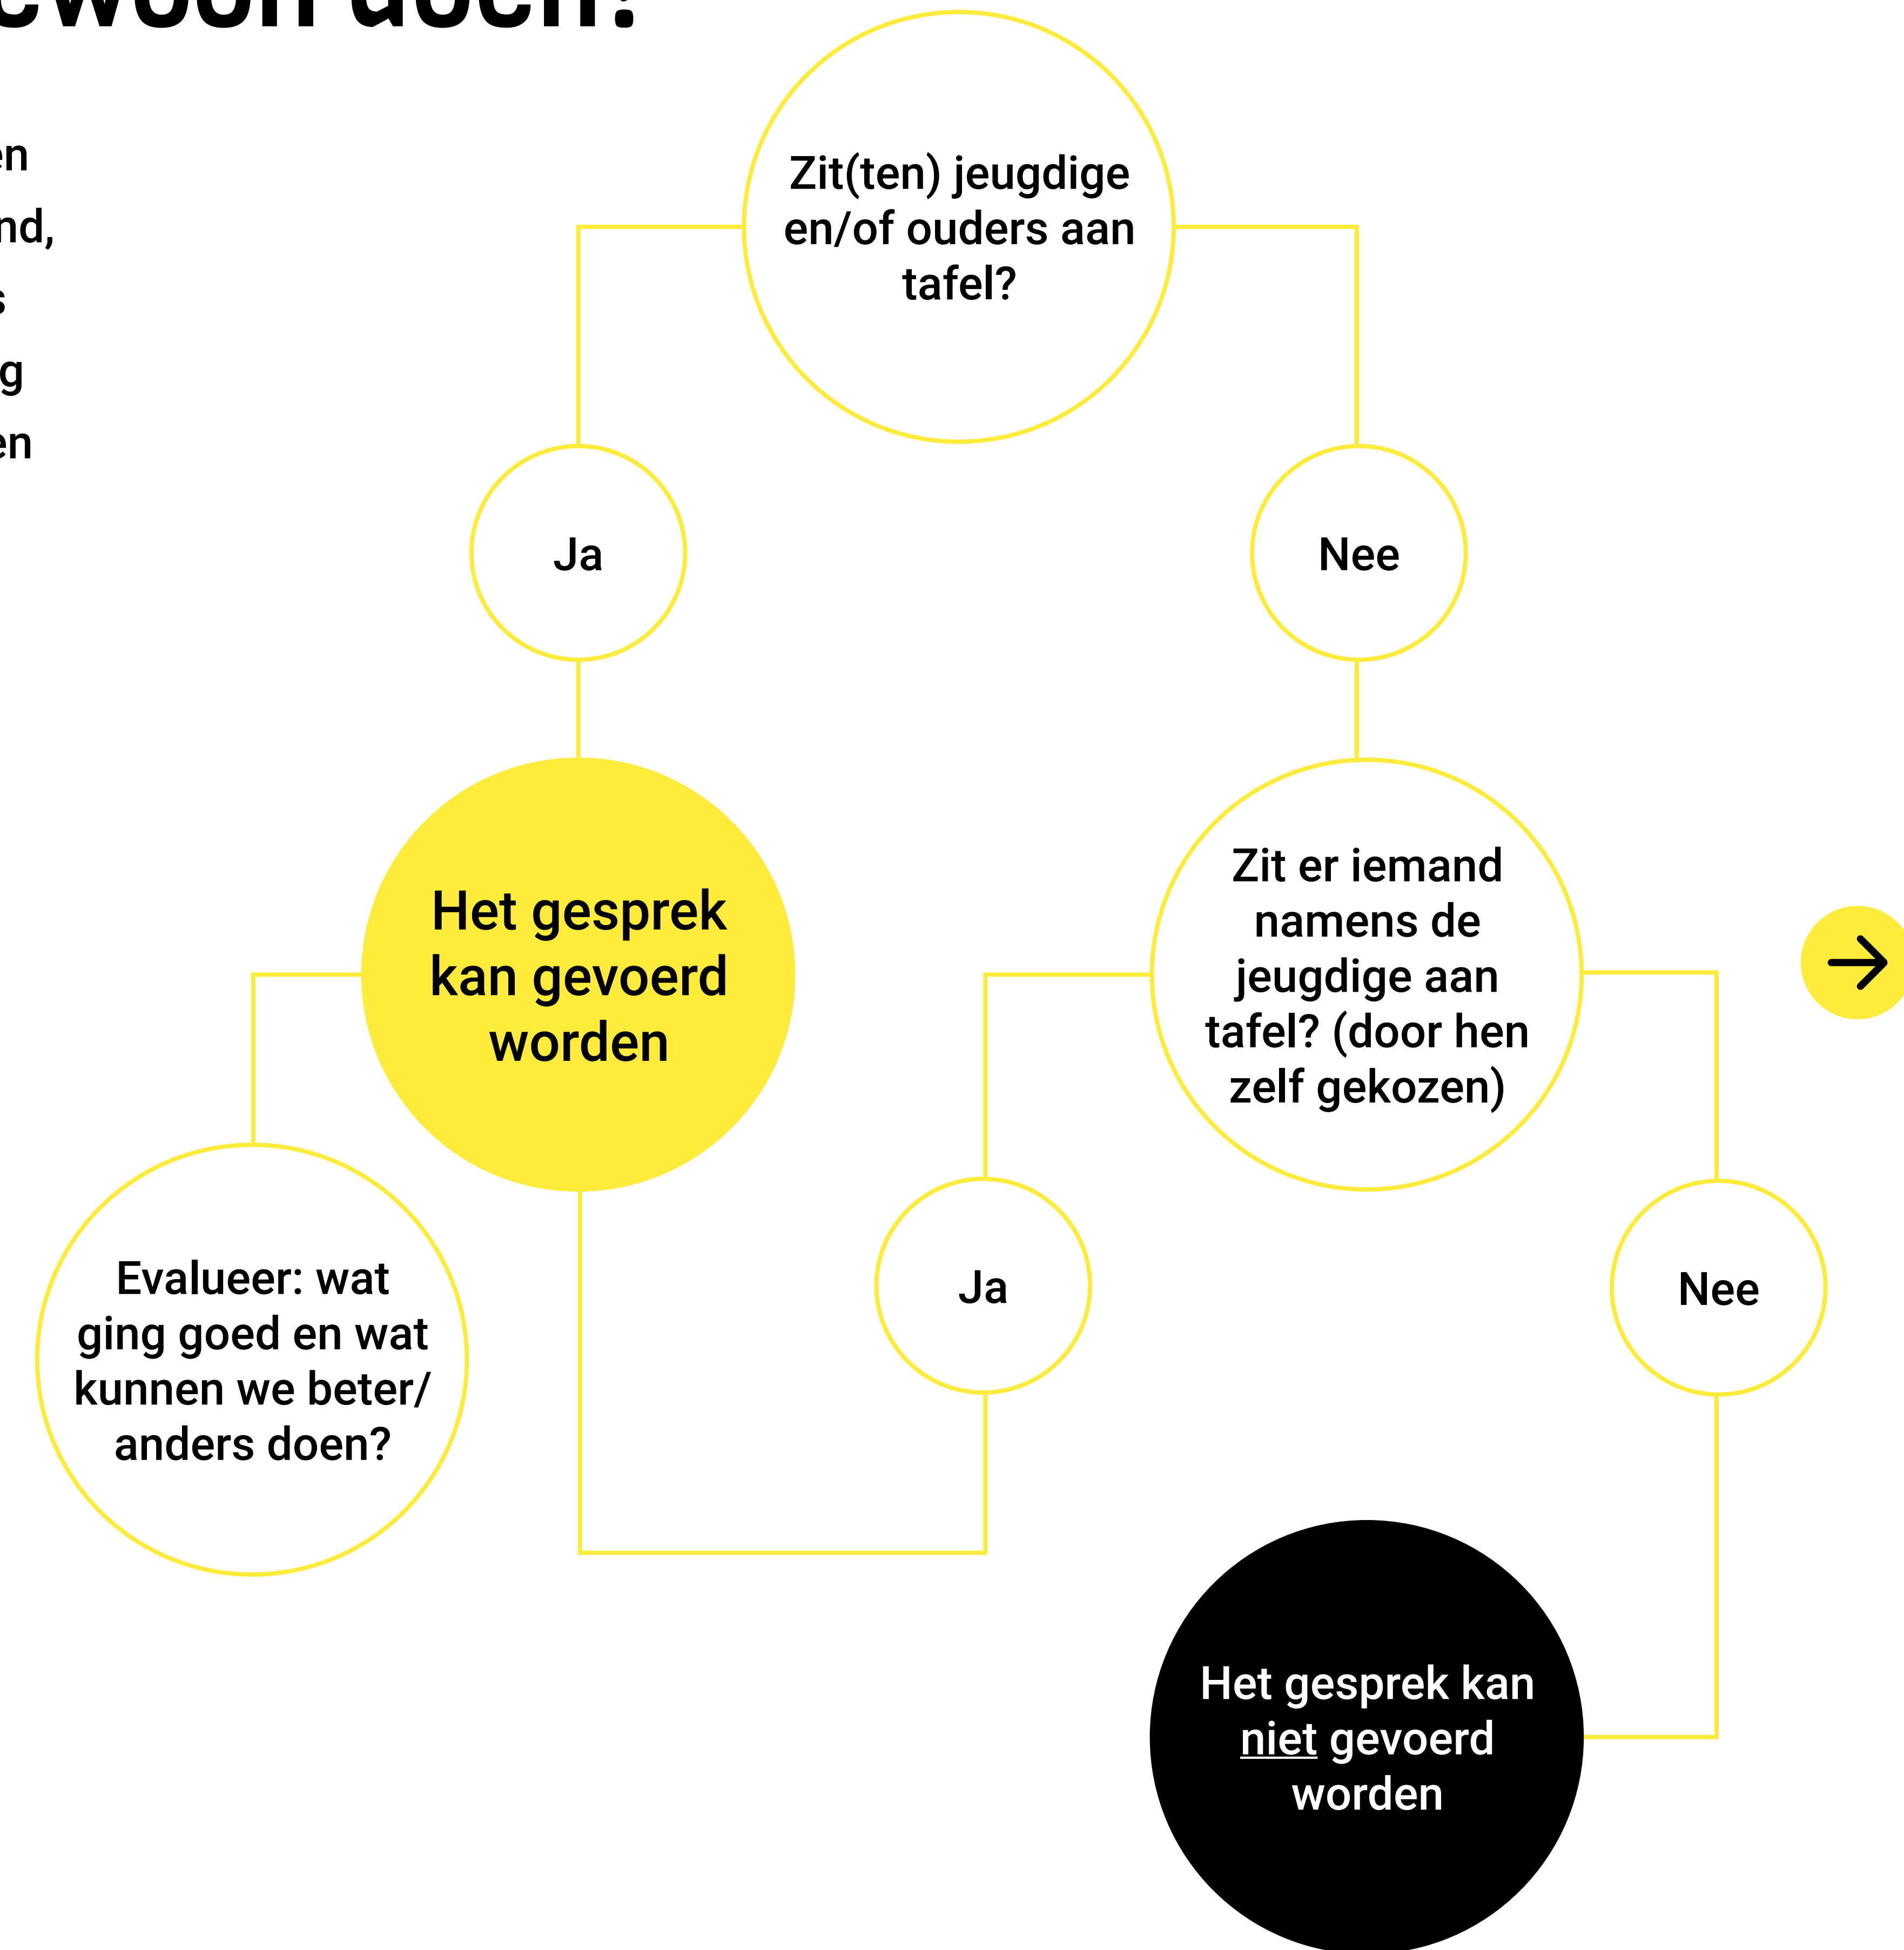 doen!
Zit(ten) jeugdige
en/of ouders aan
tafel?
Ja
Nee
Het gesprek
kan gevoerd
worden
Zit er iemand
namens de
jeugdige aan
tafel? (door hen
zelf gekozen)
Evalueer: wat
ging goed en wat
kunnen we beter/
anders doen?
Ja
Nee
Het gesprek kan
niet gevoerd
worden